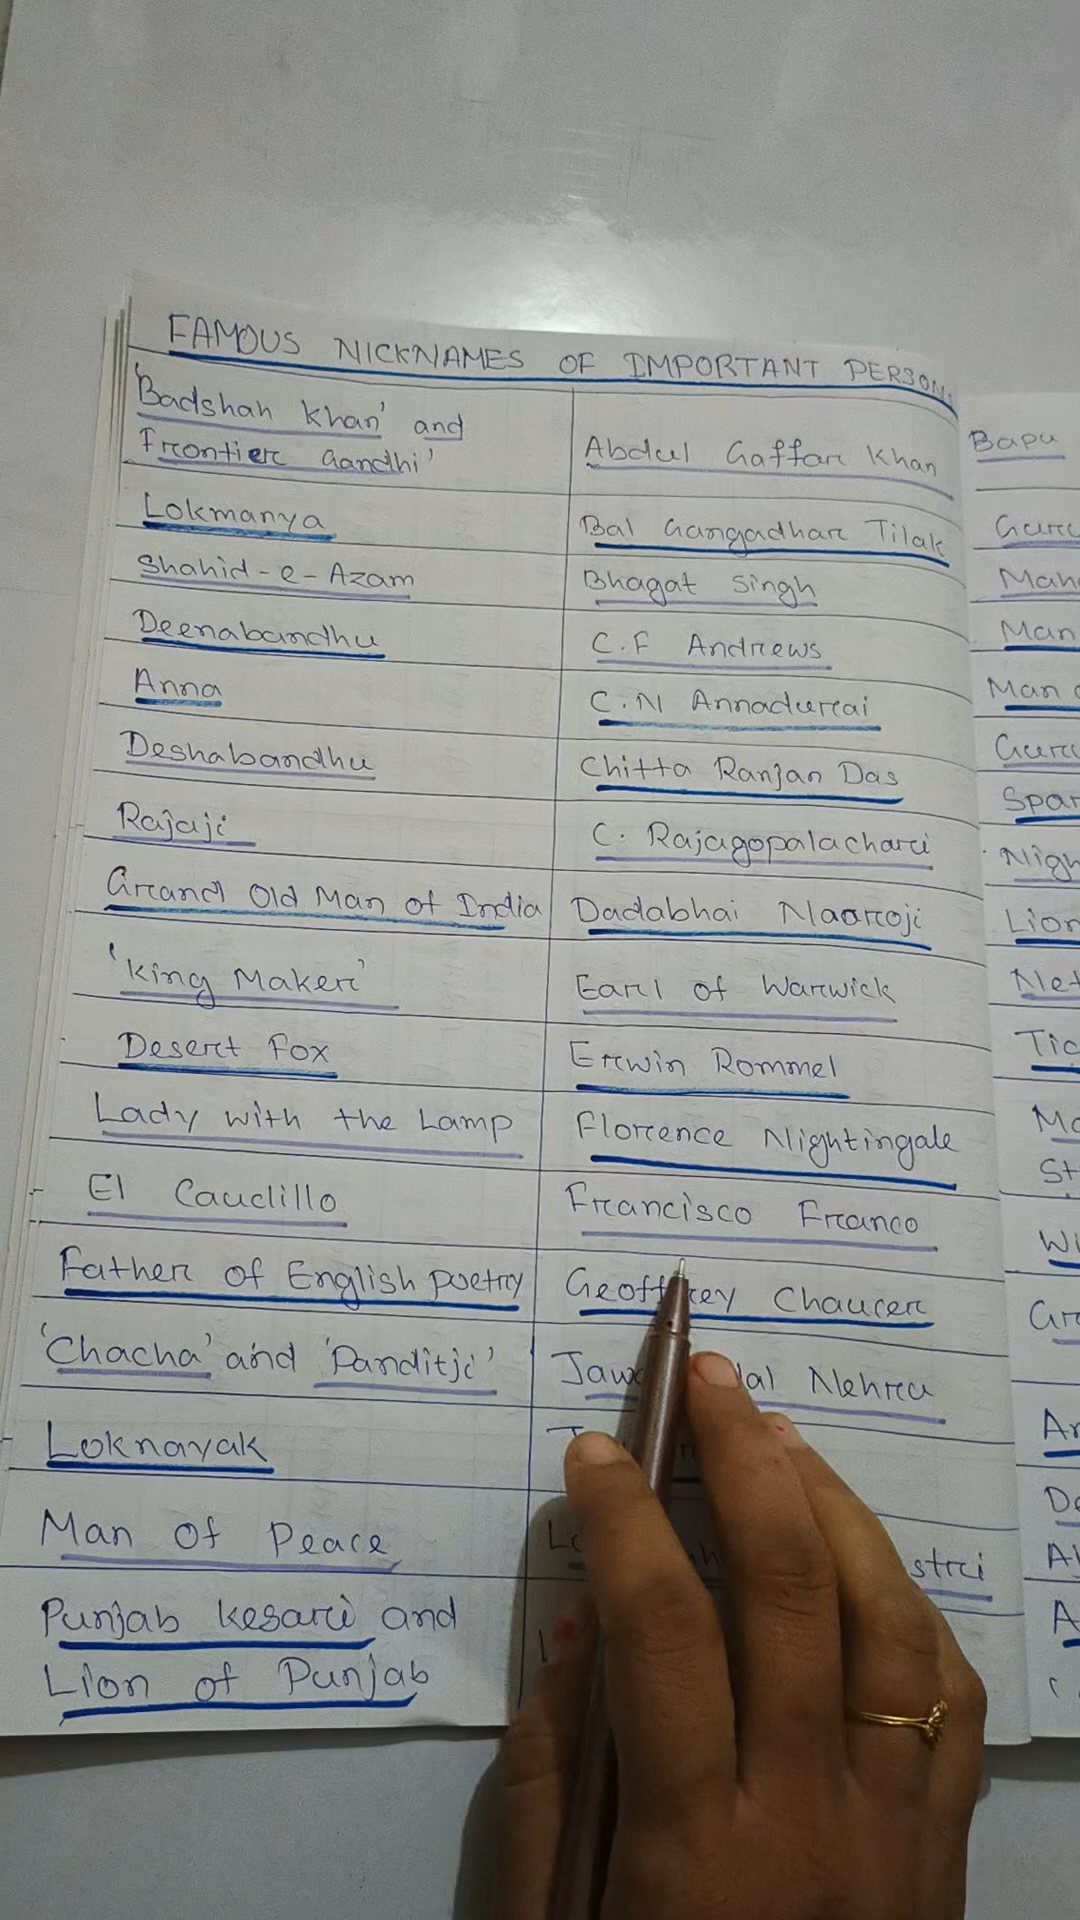 FAMOUS NICKNAMES OF IMPORTANT PERSON
'Badshah Khan' and
Frontier Gandhi'
Abdul Gaffar Khan
Lokmanya
Bal Gangadhar Tilak
Shahid-e-Azam
Bhagat Singh
Deenabandhu
C.F Andrews
Anna
C.N Annadurai
Deshabandhu
Chitta Ranjan Das
Rajaji
C. Rajagopalachari
Grand Old Man of India
Dadabhai Naoroji
'King Maker'
Earl of Warwick
Desert Fox
Erwin Rommel
Lady with the Lamp
Florence Nightingale
El Caudillo
Francisco Franco
Father of English poetry
Geoffrey Chaucer
'Chacha' and 'Panditji'
Nehru
Loknayak
Man of Peace
Punjab Kesari and
Lion of Punjab
Bapu
Man
Man
Lion